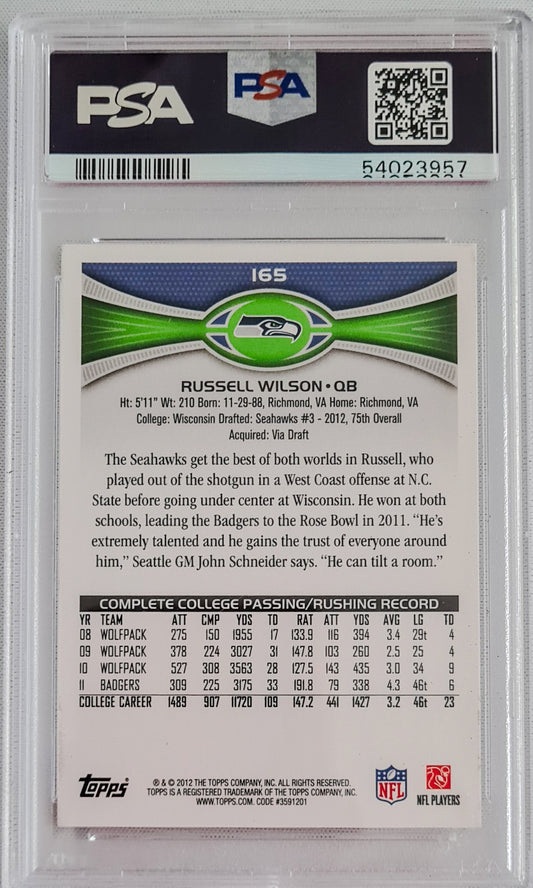 PSA
PSA
54023957
165
RUSSELL WILSON • QB
Ht: 5'11" Wt: 210 Born: 11-29-88, Richmond, VA Home: Richmond, VA
College: Wisconsin Drafted: Seahawks #3 - 2012, 75th Overall
Acquired: Via Draft
The Seahawks get the best of both worlds in Russell, who
played out of the shotgun in a West Coast offense at N.C.
State before going under center at Wisconsin. He won at both
schools, leading the Badgers to the Rose Bowl in 2011. “He’s
extremely talented and he gains the trust of everyone around
him,” Seattle GM John Schneider says. “He can tilt a room.”
COMPLETE COLLEGE PASSING/RUSHING RECORD
YR TEAM ATT CMP YDS TD RAT ATT YDS AVG LG TD
08 WOLFPACK 275 150 1955 17 133.9 116 394 3.4 29t 4
09 WOLFPACK 378 224 3027 31 147.8 103 260 2.5 25 4
10 WOLFPACK 527 308 3563 28 127.5 143 435 3.0 34 9
11 BADGERS 309 225 3175 33 191.8 79 338 4.3 46t 6
COLLEGE CAREER 1489 907 11720 109 147.2 441 1427 3.2 46t 23
Topps
® & © 2012 THE TOPPS COMPANY, INC. ALL RIGHTS RESERVED.
TOPPS IS A REGISTERED TRADEMARK OF THE TOPPS COMPANY, INC.
WWW.TOPPS.COM. CODE #3591201
NFL
NFL PLAYERS